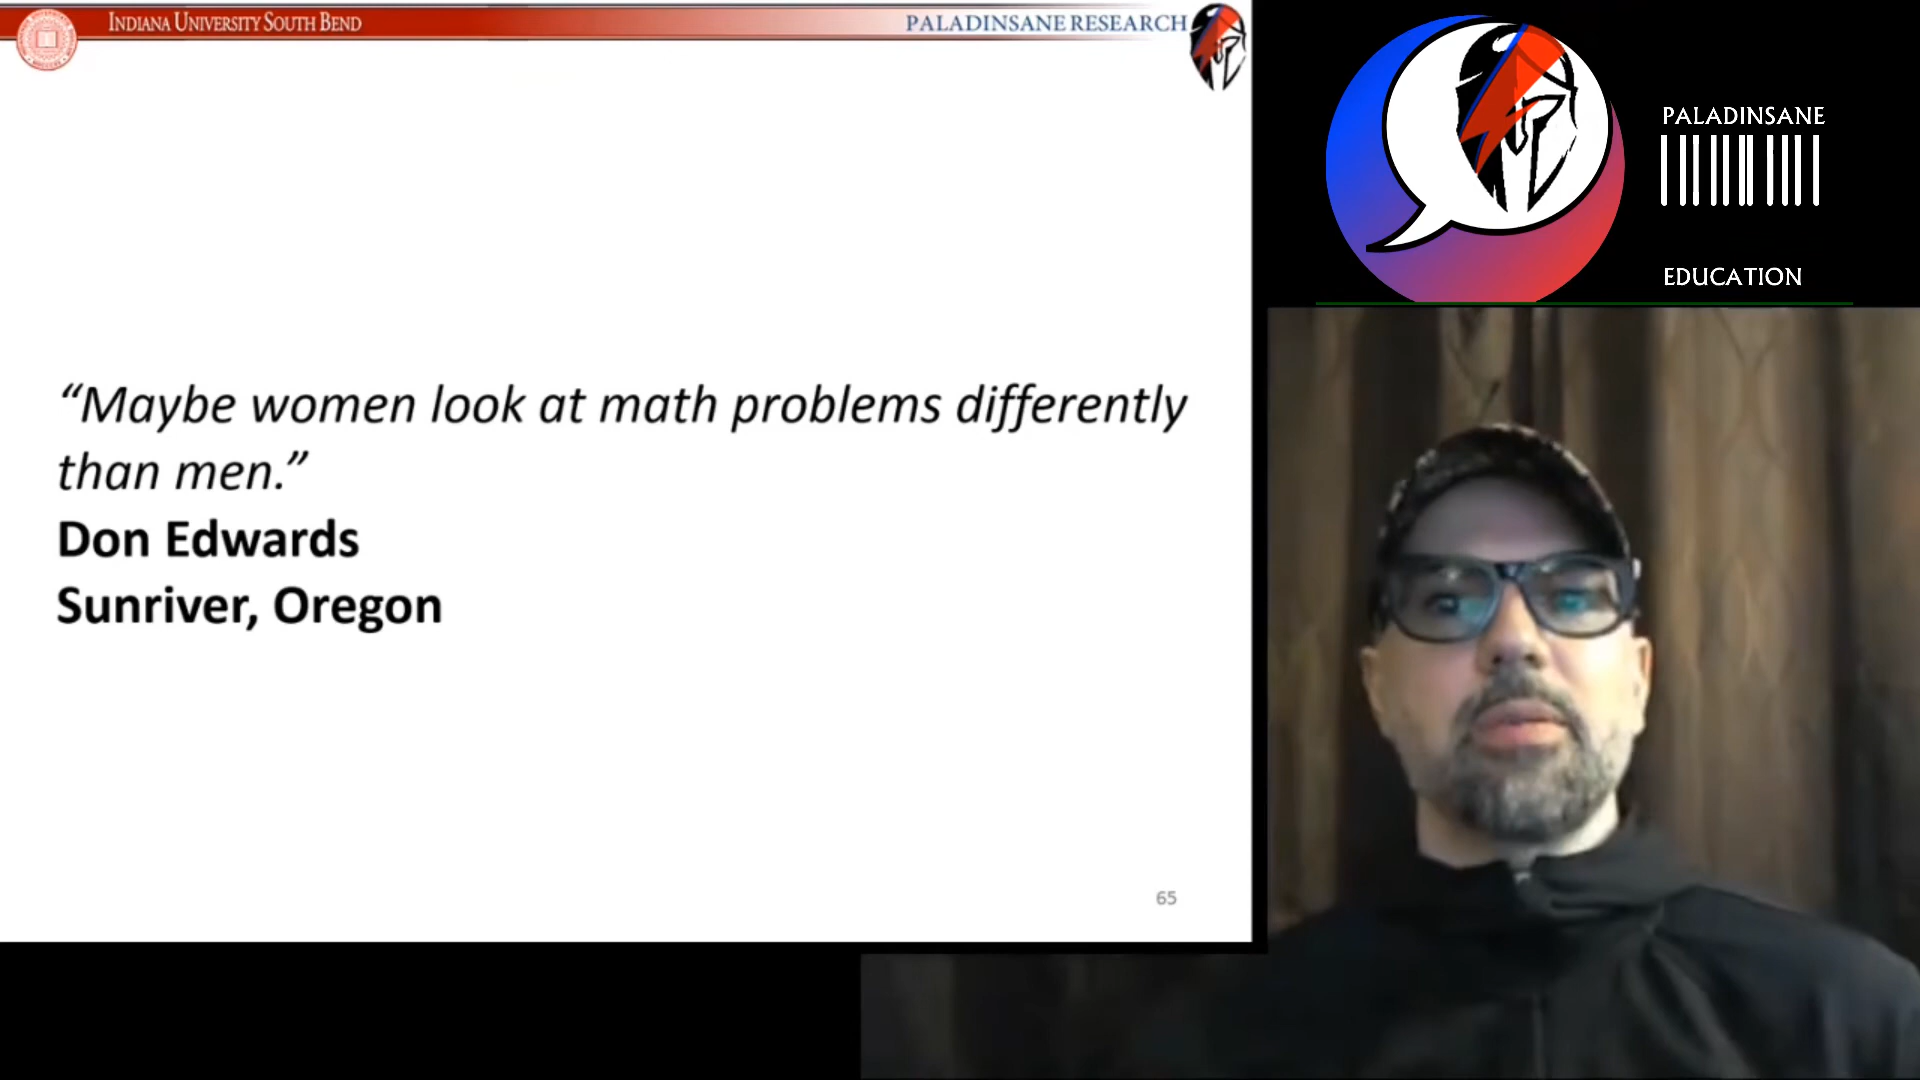 INDIANA UNIVERSITY SOUTH BEND
PALADINSANE RESEARCH
“Maybe women look at math problems differently
than men.”
Don Edwards
Sunriver, Oregon
65
PALADINSANE
EDUCATION